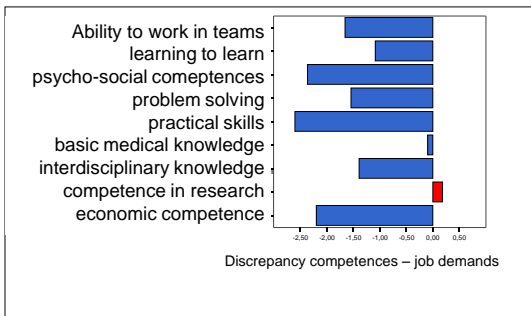 Ability to work in teams
learning to learn
psycho-social comeptences
problem solving
practical skills
basic medical knowledge
interdisciplinary knowledge
competence in research
economic competence
-2,50 -2,00 -1,50 -1,00 -0,50 0,00 0,50
Discrepancy competences – job demands